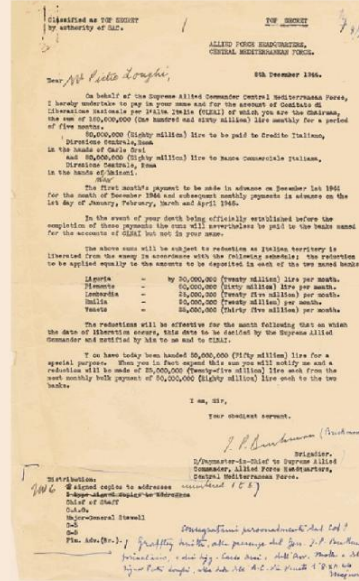 Classified as TOP SECRET
by authority of SAC.
TOP SECRET
ALLIED FORCE HEADQUARTERS,
CENTRAL MEDITERRANEAN FORCE.
8th December 1944.
Dear Mr Pietro Longhi,
On behalf of the Supreme Allied Commander Central Mediterranean Force,
I hereby undertake to pay in your name and for the account of Comitato di
Liberazione Nazionale per l'Alta Italia (CLNAI) of which you are the Chairman,
the sum of 160,000,000 (One hundred and sixty million) lire monthly for a period
of five months.
80,000,000 (Eighty million) lire to be paid to Credito Italiano,
Direzione Centrale, Roma
in the hands of Carlo Orsi
and 80,000,000 (Eighty million) lire to Banca Commerciale Italiana,
Direzione Centrale, Roma
in the hands of
The first month's payment to be made in advance on December 1st 1944
for the month of December 1944 and subsequent monthly payments in advance on the
1st day of January, February, March and April 1945.
In the event of your death being officially established before the
completion of these payments the sums will nevertheless be paid to the banks named
for the accounts of CLNAI but not in your name.
The above sums will be subject to reduction as Italian territory is
liberated from the enemy in accordance with the following schedule; the reduction
to be applied equally to the amounts to be deposited in each of the two named banks.
Liguria - by 20,000,000 (Twenty million) lire per month.
Piemonte - 60,000,000 (Sixty million) lire per month.
Lombardia - 25,000,000 (Twenty five million) lire per month.
Emilia - 20,000,000 (Twenty million) lire per month.
Veneto - 35,000,000 (Thirty five million) lire per month.
The reductions will be effective for the month following that on which
the date of liberation occurs, this date to be decided by the Supreme Allied
Commander and notified by him to me and to CLNAI.
You have today been handed 50,000,000 (Fifty million) lire for a
special purpose. When you in fact expend this sum you will notify me and a
reduction will be made of 25,000,000 (Twenty-five million) lire each from the
next monthly bulk payment of 80,000,000 (Eighty million) lire each to the two
banks.
I am, Sir,
Your obedient servant.
Brigadier.
D/Paymaster-in-Chief to Supreme Allied
Commander, Allied Force Headquarters,
Central Mediterranean Force.
Distribution:
signed copies to addressee
Chief of Staff
C.A.O.
Major-General Stawell
G-3
G-5
Fin. Adv.